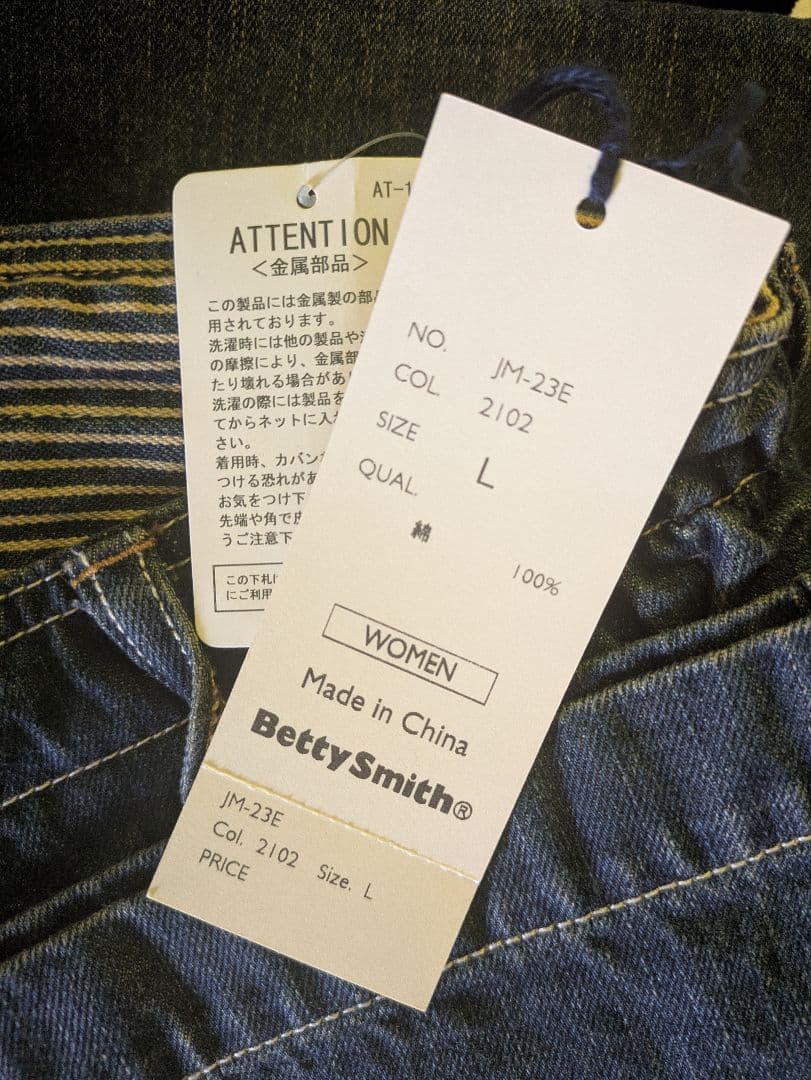 AT-1
ATTENTION
＜金属部品＞
この製品には金属製の部
用されております。
洗濯時には他の製品や
の摩擦により、金属部
たり壊れる場合があ
洗濯の際には製品を
てからネットに入
さい。
着用時、カバン
つける恐れがあ
お気をつけ下
先端や角で
うご注意下
この下札
にご利用
NO. JM-23E
COL. 2102
SIZE L
QUAL.
綿 100%
WOMEN
Made in China
BettySmith®
JM-23E
Col. 2102 Size. L
PRICE